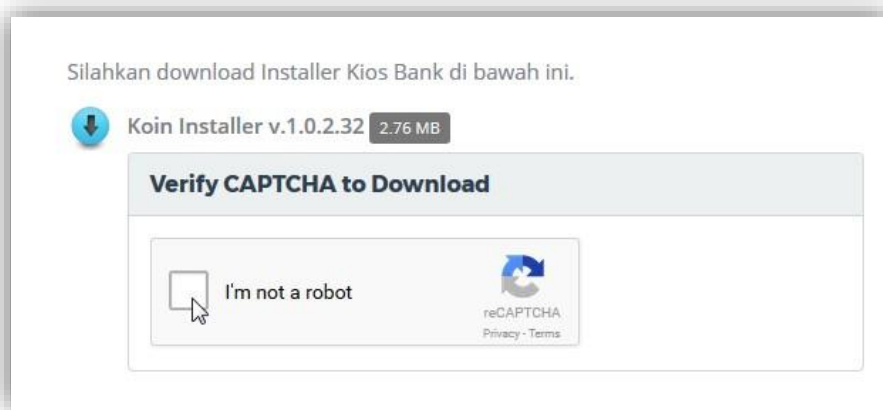 Silahkan download Installer Kios Bank di bawah ini.
Koin Installer v.1.0.2.32 2.76 MB
Verify CAPTCHA to Download
I'm not a robot
reCAPTCHA
Privacy - Terms